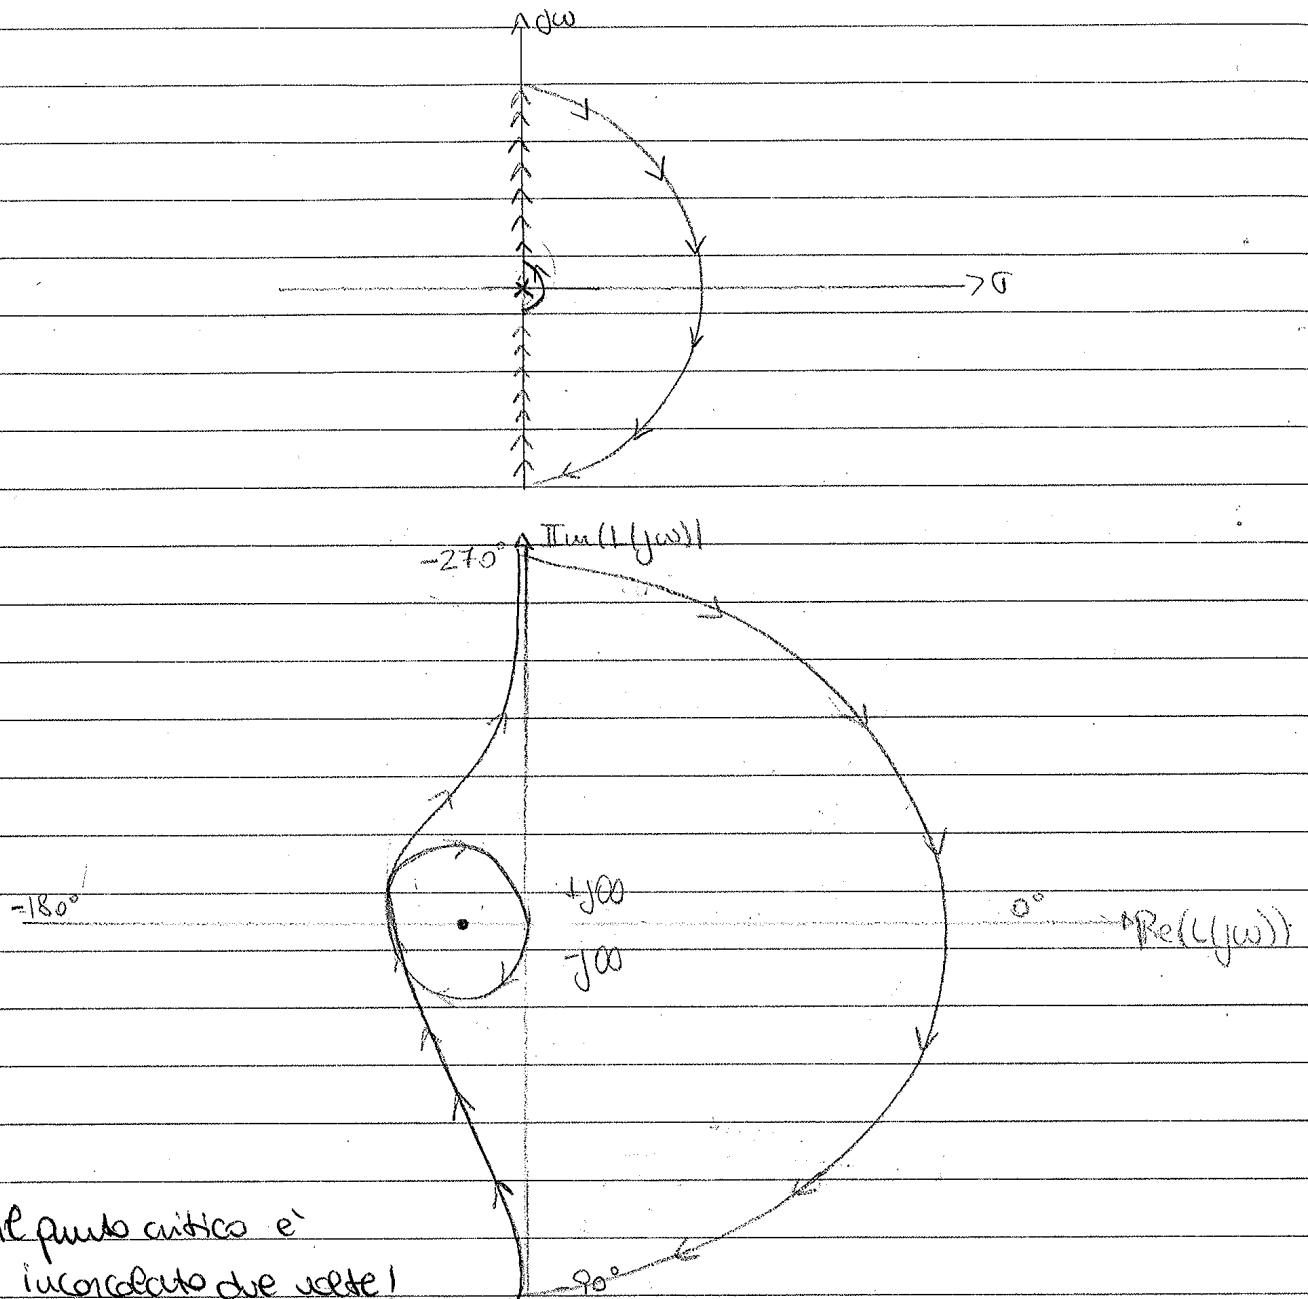 jω
σ
Im(L(jω))
-270°
+j∞
-180°
0°
Re(L(jω))
-j∞
il punto critico è
incorcolato due volte!
-90°